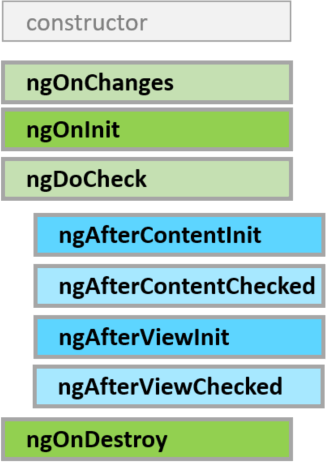 constructor
ngOnChanges
ngOnInit
ngDoCheck
ngAfterContentInit
ngAfterContentChecked
ngAfterViewInit
ngAfterViewChecked
ngOnDestroy